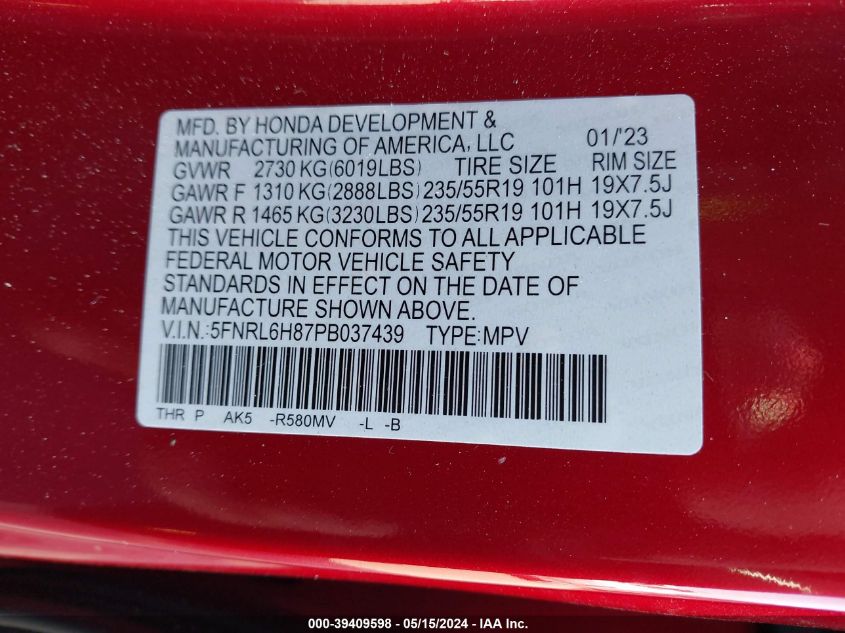 MFD. BY HONDA DEVELOPMENT &
MANUFACTURING OF AMERICA, LLC 01/'23
GVWR 2730 KG(6019LBS) TIRE SIZE RIM SIZE
GAWR F 1310 KG(2888LBS) 235/55R19 101H 19X7.5J
GAWR R 1465 KG(3230LBS) 235/55R19 101H 19X7.5J
THIS VEHICLE CONFORMS TO ALL APPLICABLE
FEDERAL MOTOR VEHICLE SAFETY
STANDARDS IN EFFECT ON THE DATE OF
MANUFACTURE SHOWN ABOVE.
V.I.N.:5FNRL6H87PB037439 TYPE:MPV
THR P AK5 -R580MV -L -B
000-39409598 - 05/15/2024 - IAA Inc.